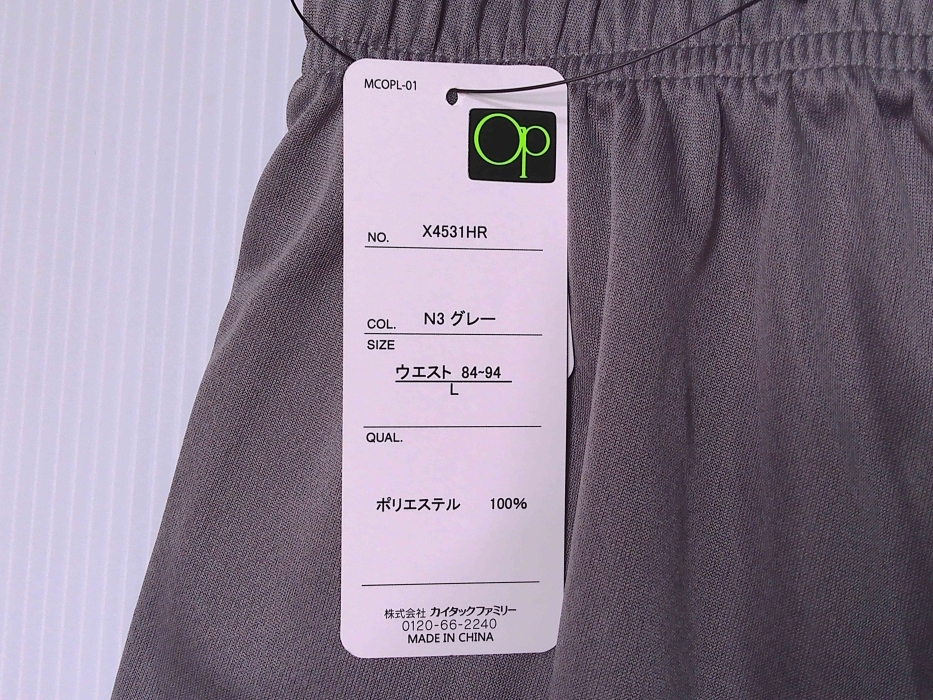 MCOPL-01
Op
NO. X4531HR
COL. N3 グレー
SIZE
ウエスト 84~94
L
QUAL.
ポリエステル 100%
株式会社 カイタックファミリー
0120-66-2240
MADE IN CHINA